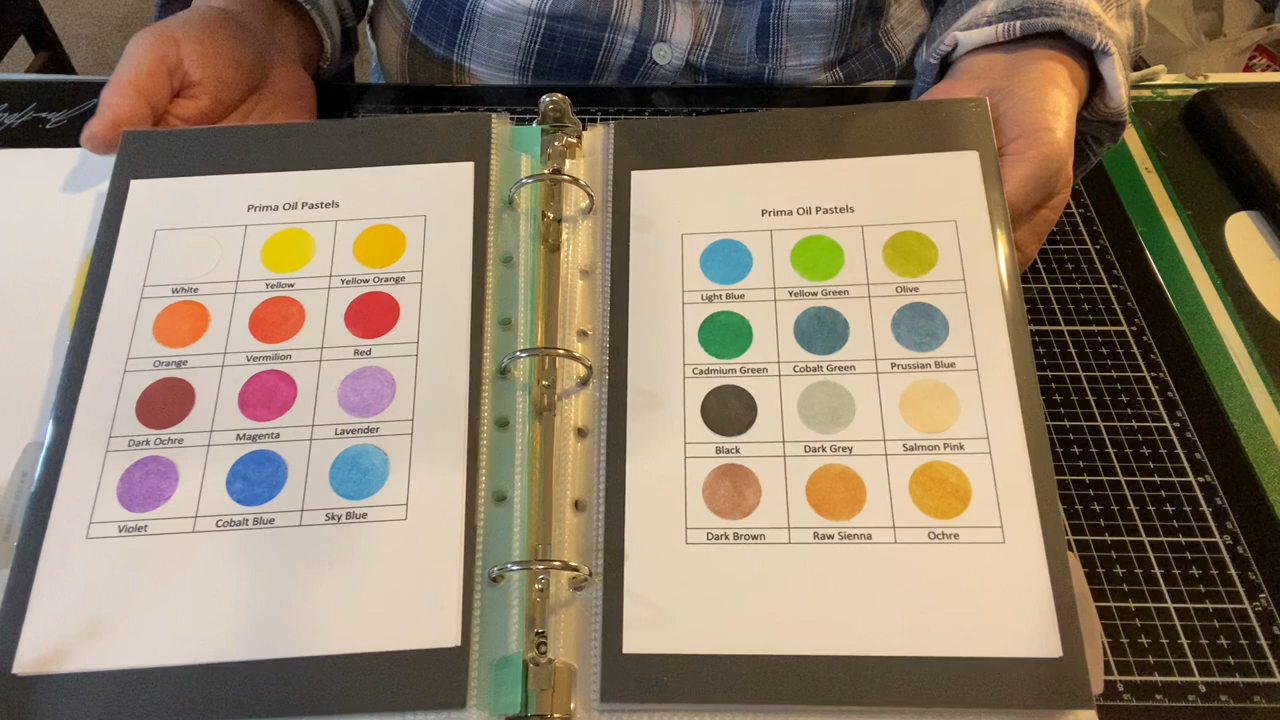 Prima Oil Pastels
White Yellow Yellow Orange
Orange Vermilion Red
Dark Ochre Magenta Lavender
Violet Cobalt Blue Sky Blue
Prima Oil Pastels
Light Blue Yellow Green Olive
Cadmium Green Cobalt Green Prussian Blue
Black Dark Grey Salmon Pink
Dark Brown Raw Sienna Ochre